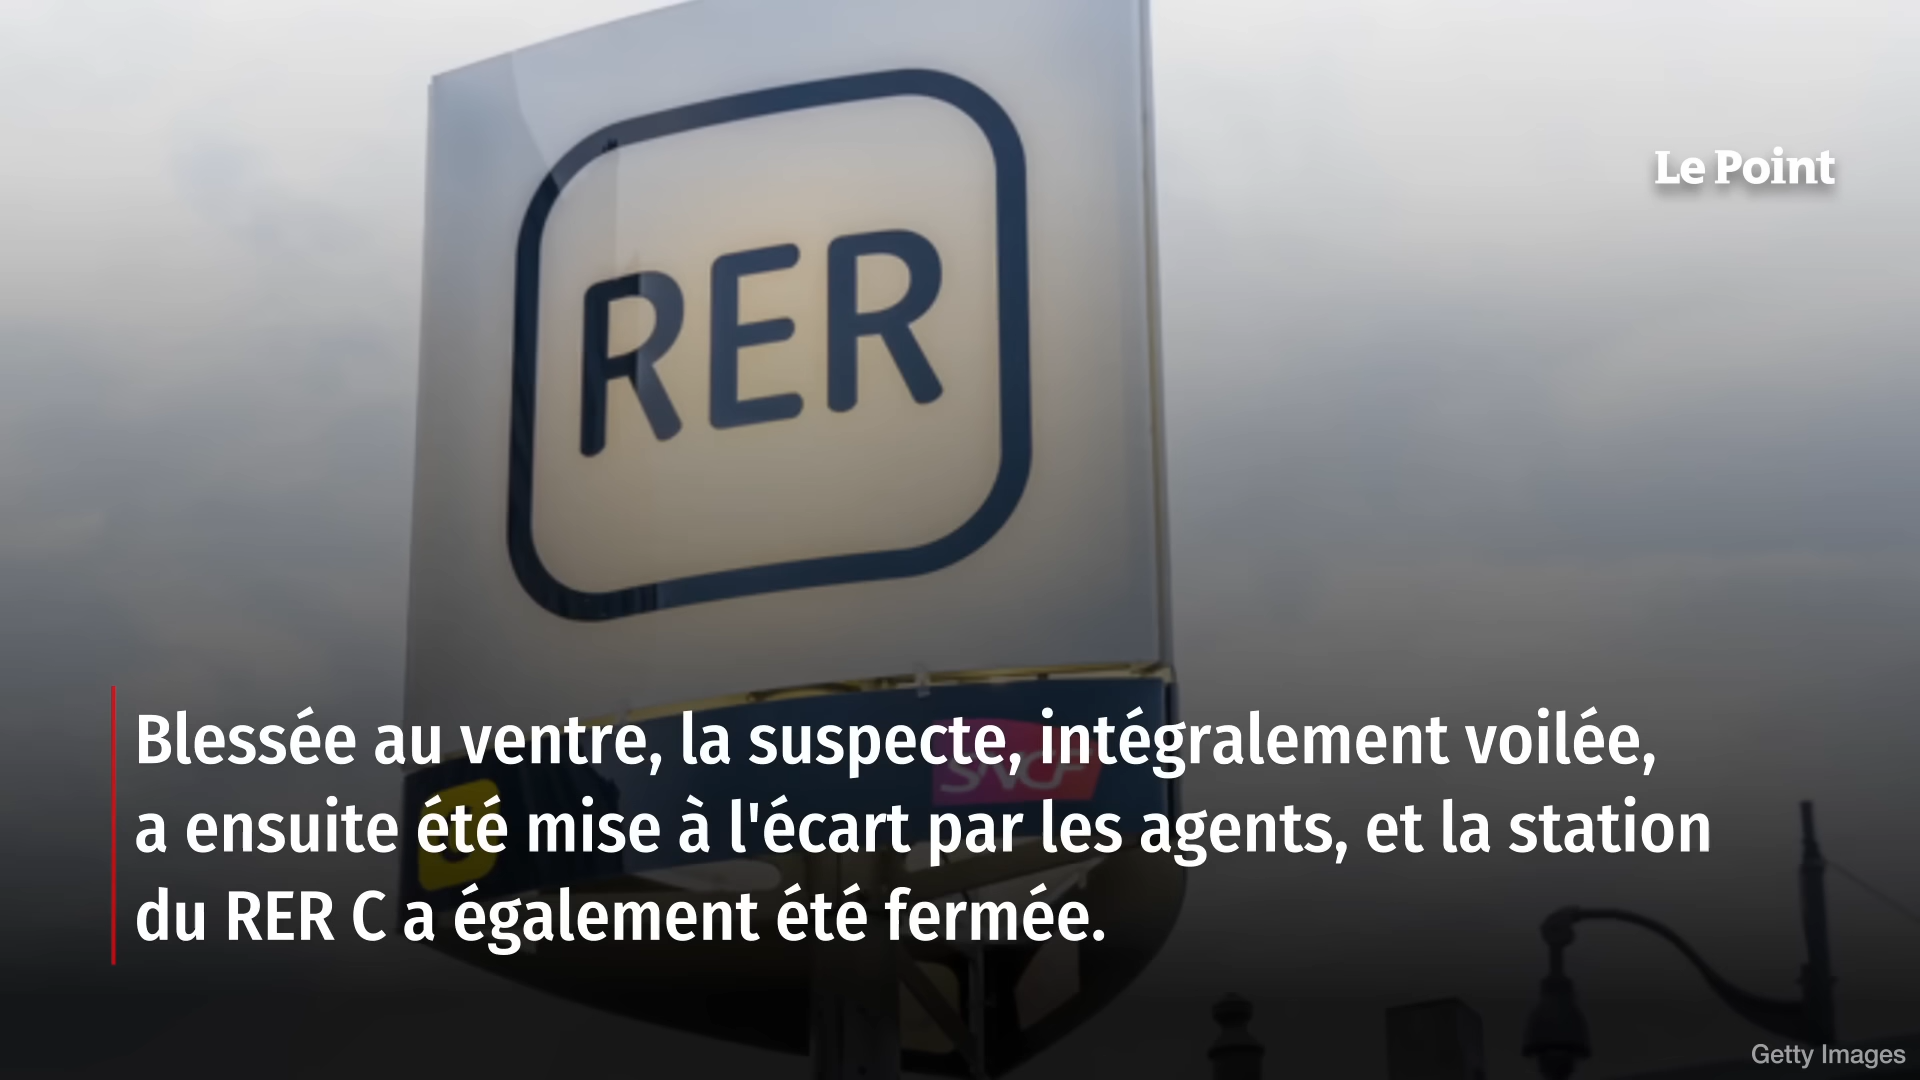 RER
Le Point
SNCF
Blessée au ventre, la suspecte, intégralement voilée,
a ensuite été mise à l'écart par les agents, et la station
du RER C a également été fermée.
Getty Images